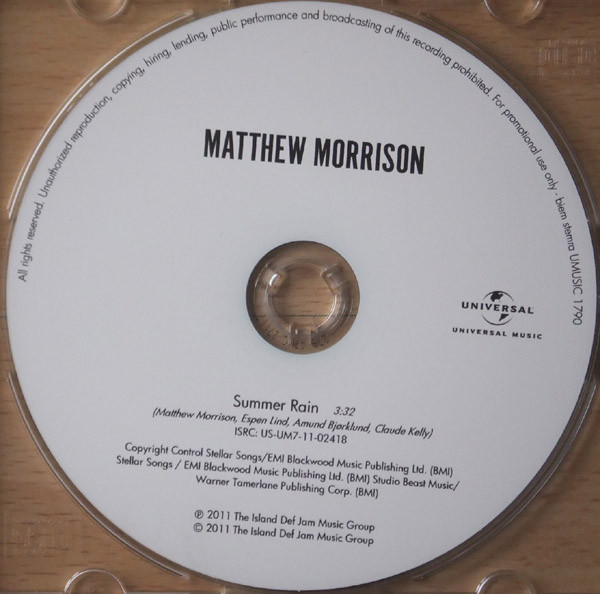 All rights reserved. Unauthorized reproduction, copying, hiring, lending, public performance and broadcasting of this recording prohibited. For promotional use only - biem stemra UMUSIC 1790
MATTHEW MORRISON
UNIVERSAL
UNIVERSAL MUSIC
Summer Rain 3:32
(Matthew Morrison, Espen Lind, Amund Bjørklund, Claude Kelly)
ISRC: US-UM7-11-02418
Copyright Control Stellar Songs/EMI Blackwood Music Publishing Ltd. (BMI)
Stellar Songs / EMI Blackwood Music Publishing Ltd. (BMI) Studio Beast Music/
Warner Tamerlane Publishing Corp. (BMI)
℗ 2011 The Island Def Jam Music Group
© 2011 The Island Def Jam Music Group